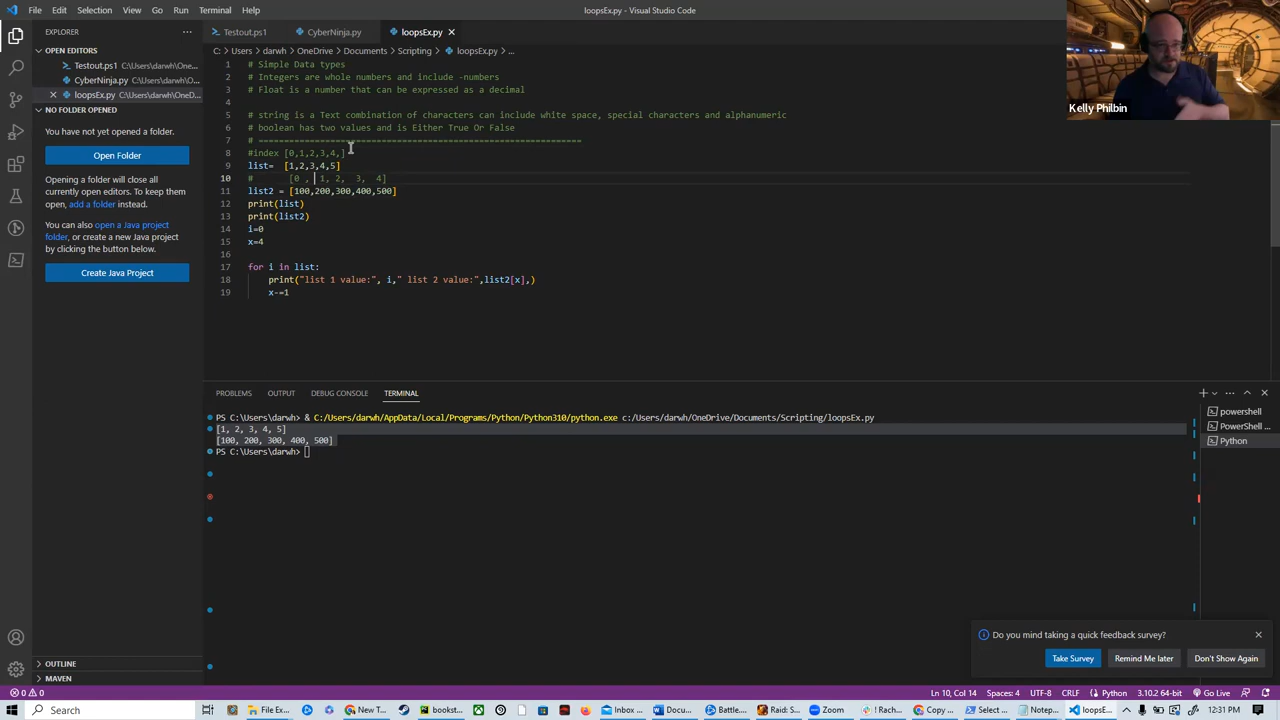 File Edit Selection View Go Run Terminal Help
loopsEx.py - Visual Studio Code
EXPLORER
OPEN EDITORS
Testout.ps1 C:\Users\darwh\One...
CyberNinja.py C:\Users\darwh\O...
loopsEx.py C:\Users\darwh\OneD...
NO FOLDER OPENED
You have not yet opened a folder.
Open Folder
Opening a folder will close all
currently open editors. To keep
them open, add a folder instead.
You can also open a Java project
folder, or create a new Java project
by clicking the button below.
Create Java Project
OUTLINE
MAVEN
Testout.ps1 CyberNinja.py loopsEx.py
C: > Users > darwh > OneDrive > Documents > Scripting > loopsEx.py > ...
1 # Simple Data types
2 # Integers are whole numbers and include -numbers
3 # Float is a number that can be expressed as a decimal
4
5 # string is a Text combination of characters can include white space, special characters and alphanumeric
6 # boolean has two values and is Either True Or False
7 # ===============================================================
8 #index [0,1,2,3,4,]
9 list= [1,2,3,4,5]
10 # [0 , 1, 2, 3, 4]
11 list2 = [100,200,300,400,500]
12 print(list)
13 print(list2)
14 i=0
15 x=4
16
17 for i in list:
18 print("list 1 value:", i," list 2 value:",list2[x],)
19 x-=1
Kelly Philbin
PROBLEMS OUTPUT DEBUG CONSOLE TERMINAL
PS C:\Users\darwh> & C:/Users/darwh/AppData/Local/Programs/Python/Python310/python.exe c:/Users/darwh/OneDrive/Documents/Scripting/loopsEx.py
[1, 2, 3, 4, 5]
[100, 200, 300, 400, 500]
PS C:\Users\darwh>
powershell
PowerShell ...
Python
Do you mind taking a quick feedback survey?
Take Survey Remind Me later Don't Show Again
0 0
Ln 10, Col 14 Spaces: 4 UTF-8 CRLF Python 3.10.2 64-bit Go Live
Search
File Ex... New T... bookst... Inbox ... Docu... Battle... Raid: S... Zoom ! Rach... Copy ... Select ... Notep... loopsE... 12:31 PM